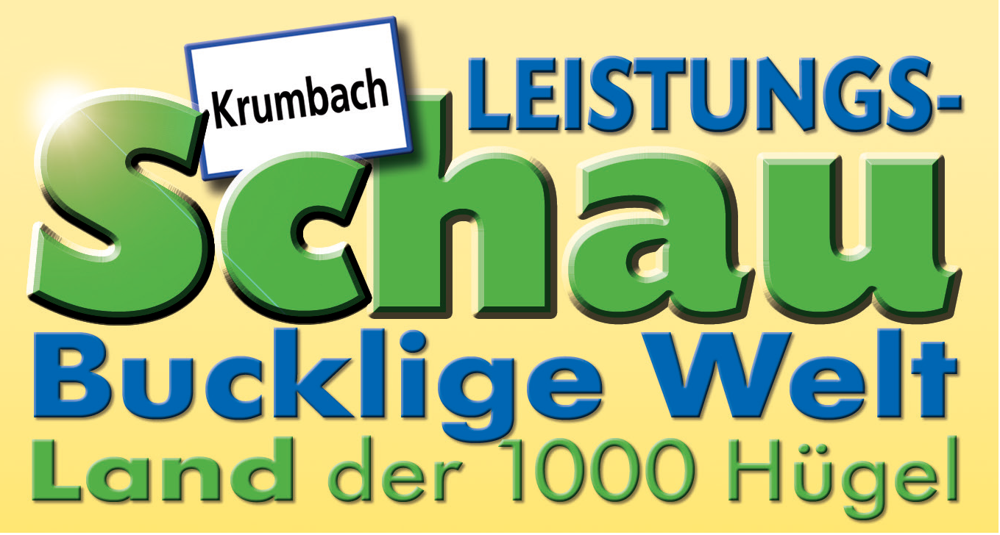 Krumbach
LEISTUNGS-
Schau
Bucklige Welt
Land der 1000 Hügel